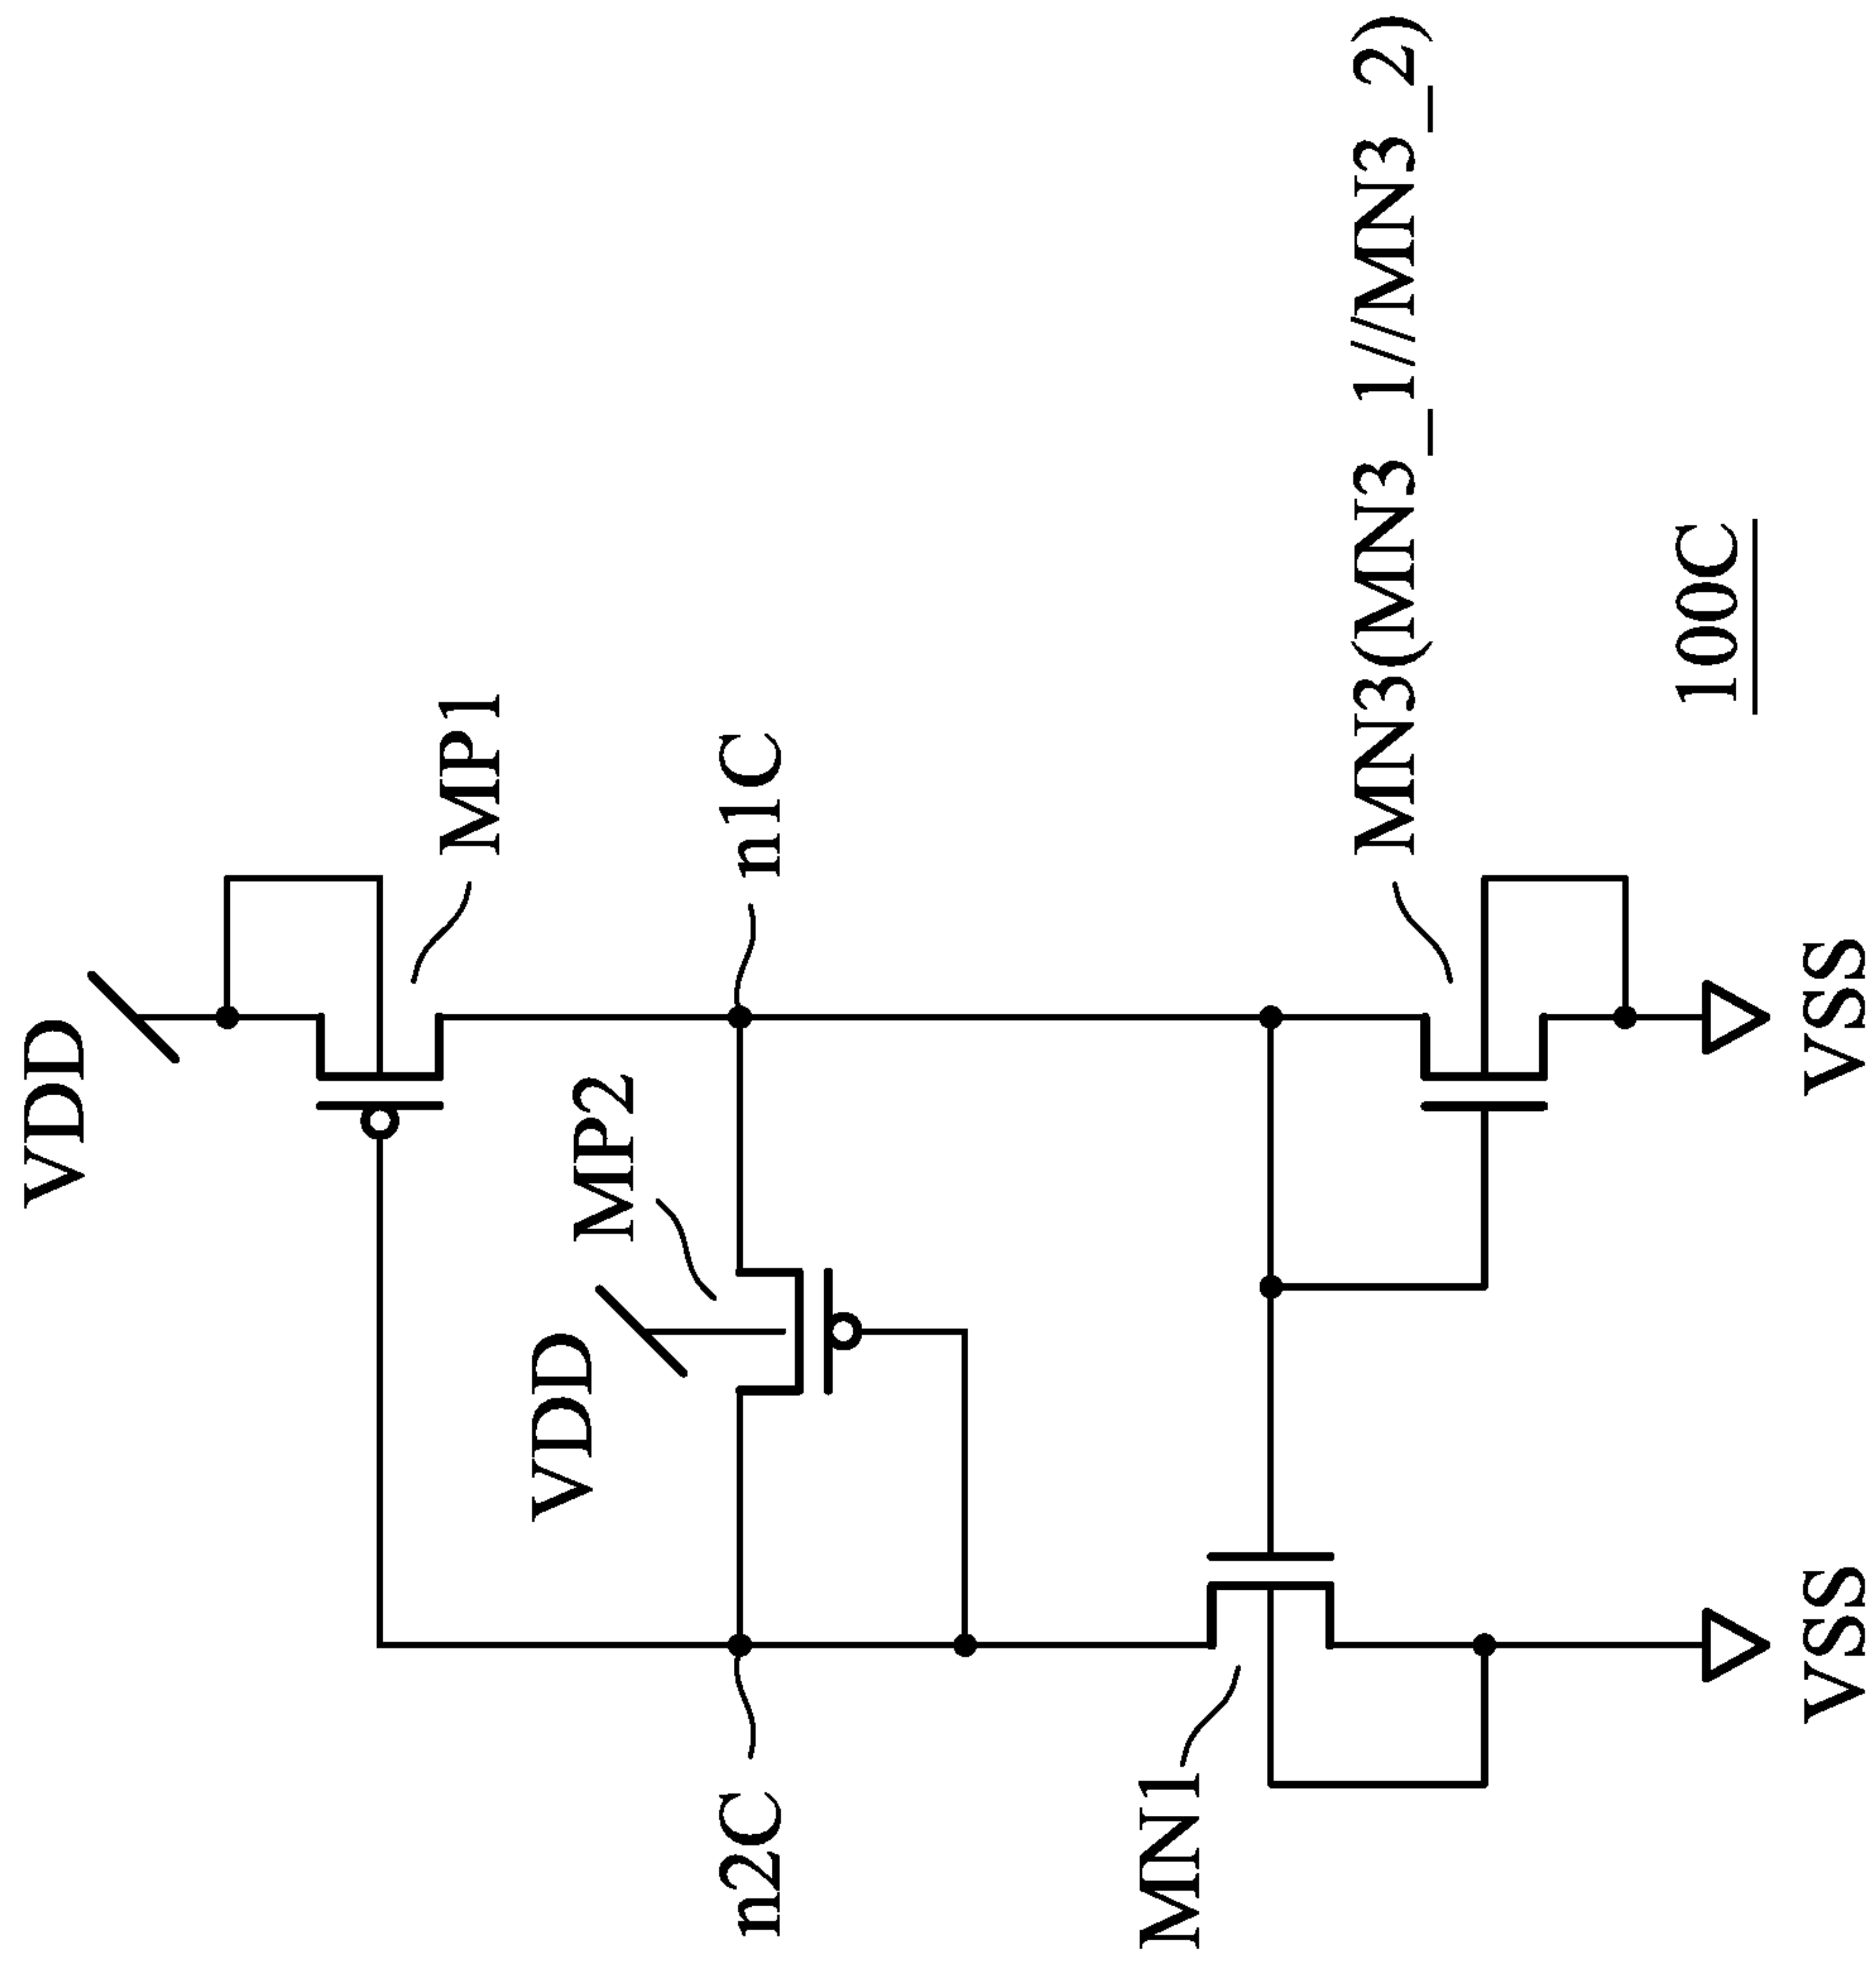 VDD
MP1
MP2
VDD
n1C
n2C
MN1
MN3(MN3_1//MN3_2)
VSS
VSS
100C